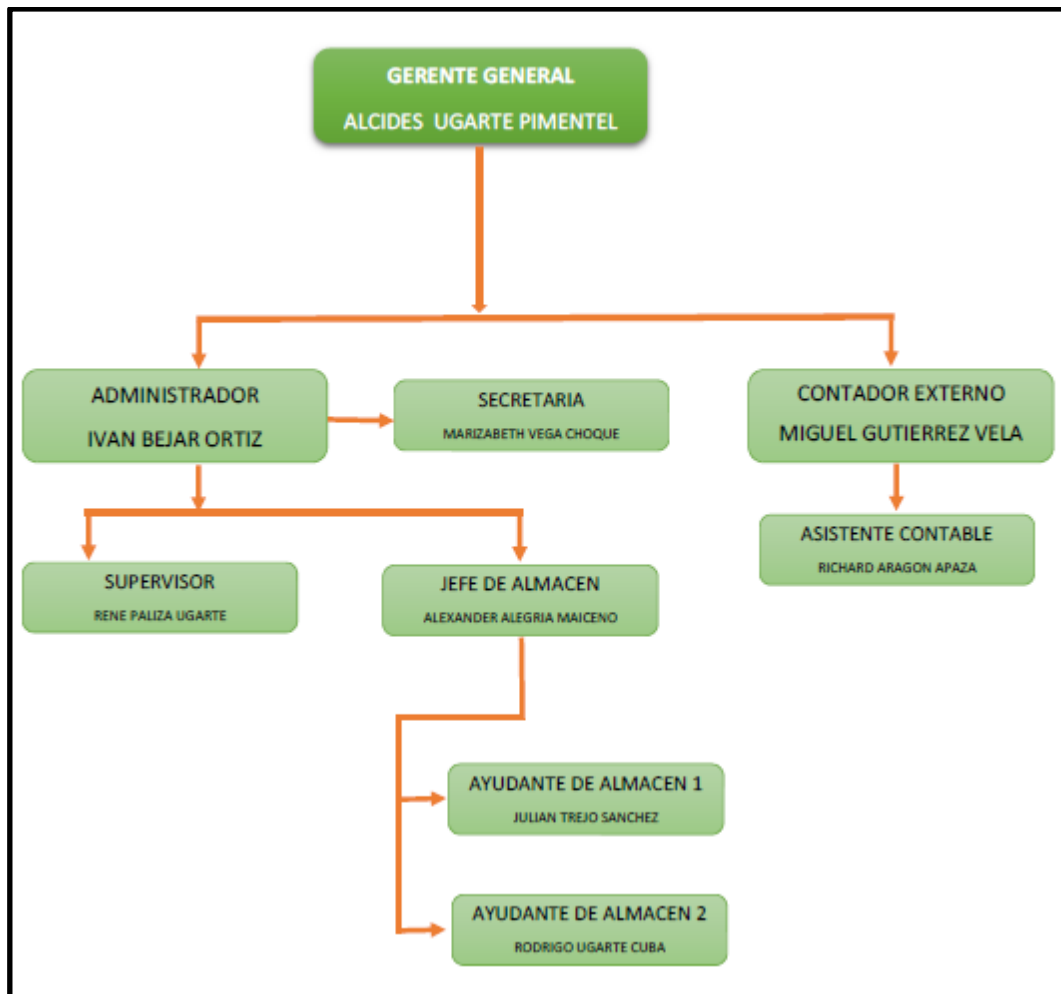 GERENTE GENERAL
ALCIDES UGARTE PIMENTEL
ADMINISTRADOR
IVAN BEJAR ORTIZ
SECRETARIA
MARIZABETH VEGA CHOQUE
CONTADOR EXTERNO
MIGUEL GUTIERREZ VELA
ASISTENTE CONTABLE
RICHARD ARAGON APAZA
SUPERVISOR
RENE PALIZA UGARTE
JEFE DE ALMACEN
ALEXANDER ALEGRIA MAICENO
AYUDANTE DE ALMACEN 1
JULIAN TREJO SANCHEZ
AYUDANTE DE ALMACEN 2
RODRIGO UGARTE CUBA